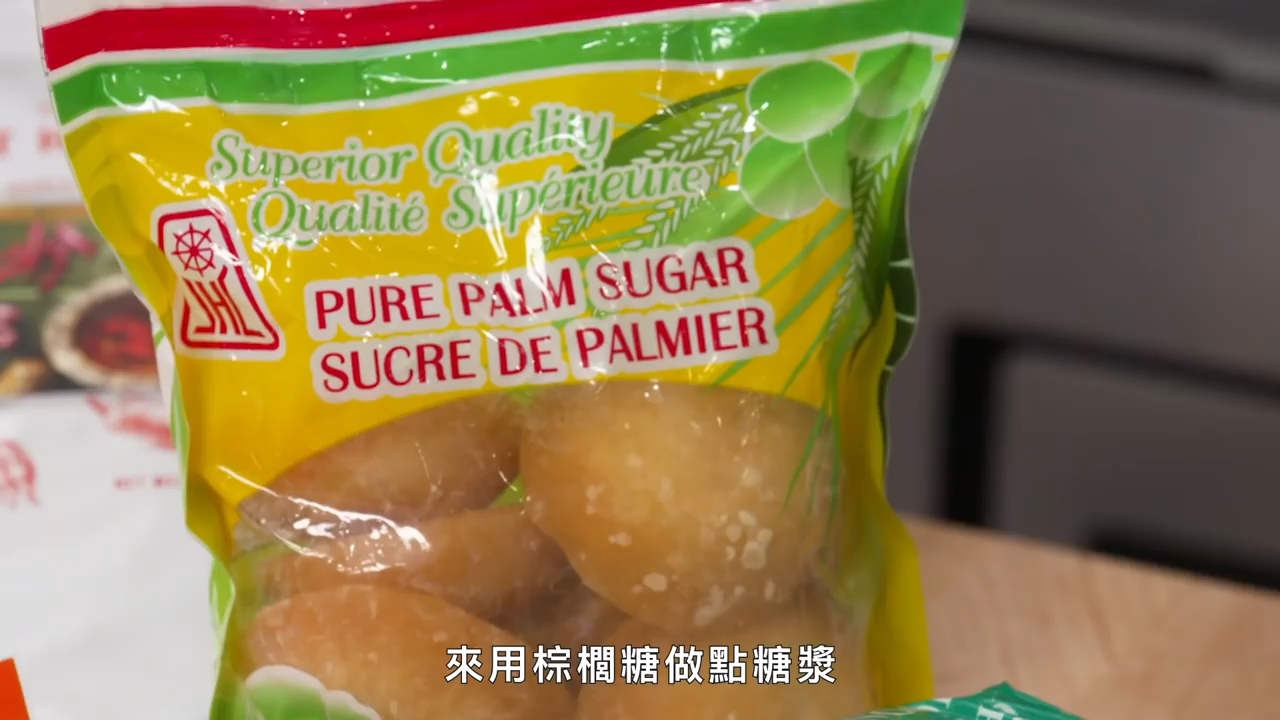 Superior Quality
Qualité Supérieure
JHL
PURE PALM SUGAR
SUCRE DE PALMIER
來用棕櫚糖做點糖漿